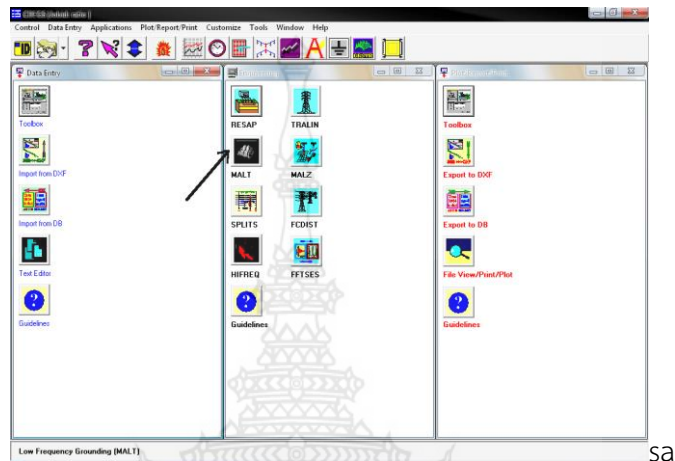 Control Data Entry Applications Plot/Report/Print Customize Tools Window Help
ID
Data Entry
Toolbox
Import from DXF
Import from DB
Text Editor
Guidelines
RESAP TRALIN
MALT MALZ
SPLITS FCDIST
HIFREQ FFTSES
Guidelines
Toolbox
Export to DXF
Export to DB
File View/Print/Plot
Guidelines
Low Frequency Grounding (MALT)
sa